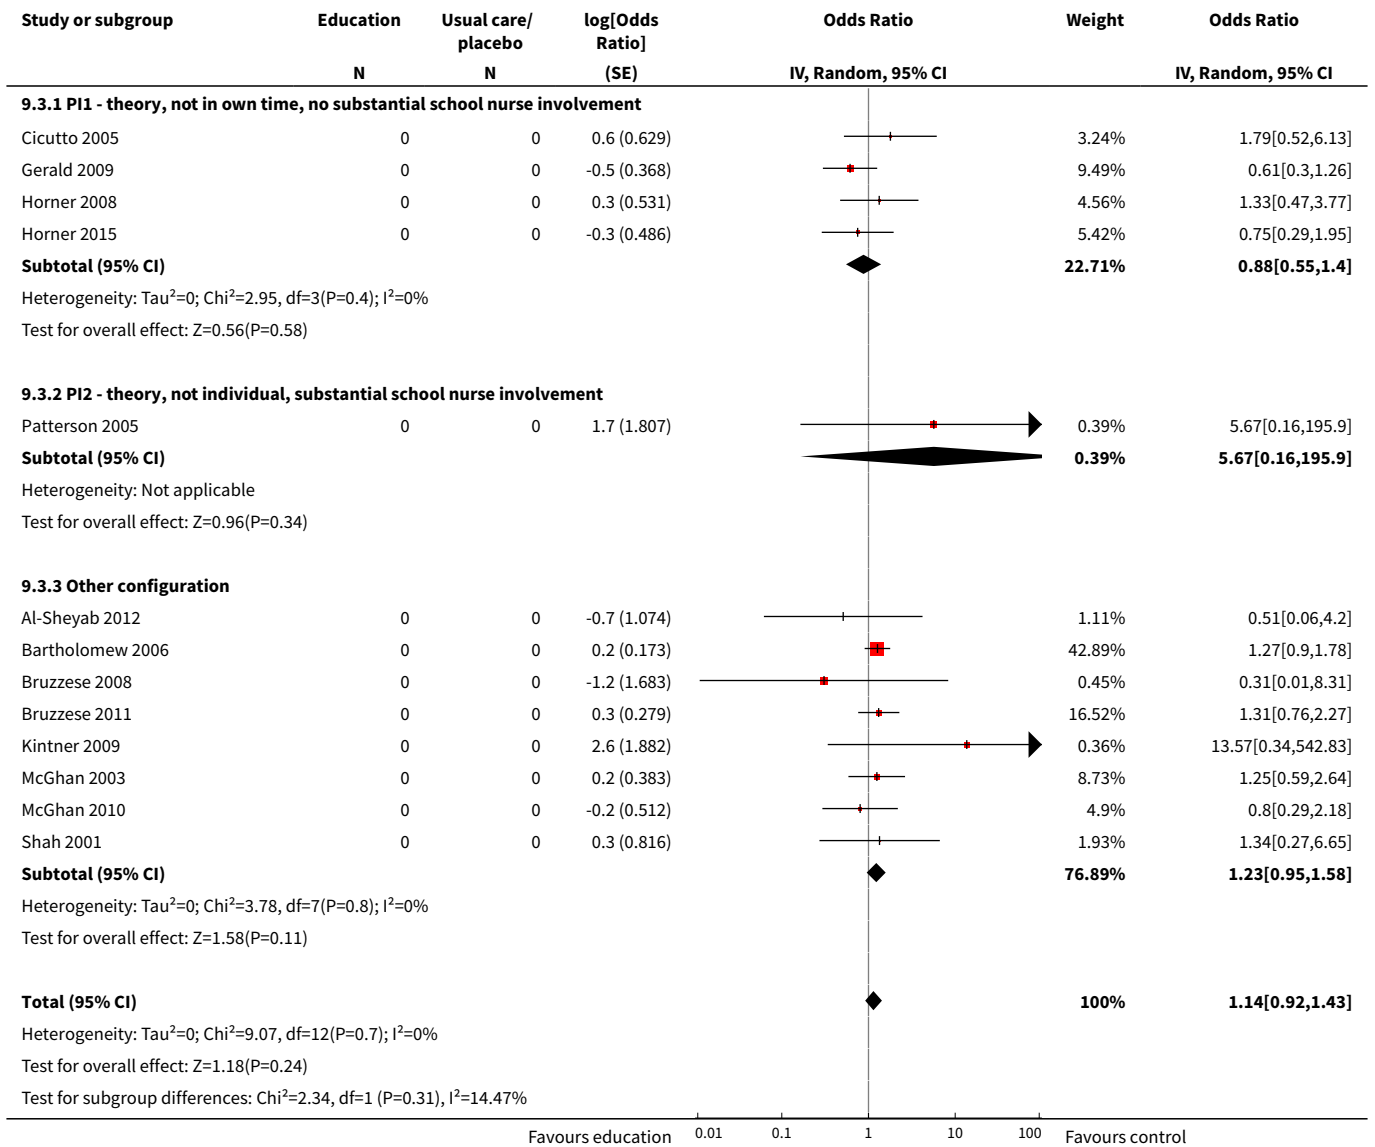 Study or subgroup Education Usual care/ log[Odds Odds Ratio Weight Odds Ratio
placebo Ratio]
N N (SE) IV, Random, 95% CI IV, Random, 95% CI
9.3.1 PI1 - theory, not in own time, no substantial school nurse involvement
Cicutto 2005 0 0 0.6 (0.629) 3.24% 1.79[0.52,6.13]
Gerald 2009 0 0 -0.5 (0.368) 9.49% 0.61[0.3,1.26]
Horner 2008 0 0 0.3 (0.531) 4.56% 1.33[0.47,3.77]
Horner 2015 0 0 -0.3 (0.486) 5.42% 0.75[0.29,1.95]
Subtotal (95% CI) 22.71% 0.88[0.55,1.4]
Heterogeneity: Tau²=0; Chi²=2.95, df=3(P=0.4); I²=0%
Test for overall effect: Z=0.56(P=0.58)
9.3.2 PI2 - theory, not individual, substantial school nurse involvement
Patterson 2005 0 0 1.7 (1.807) 0.39% 5.67[0.16,195.9]
Subtotal (95% CI) 0.39% 5.67[0.16,195.9]
Heterogeneity: Not applicable
Test for overall effect: Z=0.96(P=0.34)
9.3.3 Other configuration
Al-Sheyab 2012 0 0 -0.7 (1.074) 1.11% 0.51[0.06,4.2]
Bartholomew 2006 0 0 0.2 (0.173) 42.89% 1.27[0.9,1.78]
Bruzzese 2008 0 0 -1.2 (1.683) 0.45% 0.31[0.01,8.31]
Bruzzese 2011 0 0 0.3 (0.279) 16.52% 1.31[0.76,2.27]
Kintner 2009 0 0 2.6 (1.882) 0.36% 13.57[0.34,542.83]
McGhan 2003 0 0 0.2 (0.383) 8.73% 1.25[0.59,2.64]
McGhan 2010 0 0 -0.2 (0.512) 4.9% 0.8[0.29,2.18]
Shah 2001 0 0 0.3 (0.816) 1.93% 1.34[0.27,6.65]
Subtotal (95% CI) 76.89% 1.23[0.95,1.58]
Heterogeneity: Tau²=0; Chi²=3.78, df=7(P=0.8); I²=0%
Test for overall effect: Z=1.58(P=0.11)
Total (95% CI) 100% 1.14[0.92,1.43]
Heterogeneity: Tau²=0; Chi²=9.07, df=12(P=0.7); I²=0%
Test for overall effect: Z=1.18(P=0.24)
Test for subgroup differences: Chi²=2.34, df=1 (P=0.31), I²=14.47%
Favours education 0.01 0.1 1 10 100 Favours control